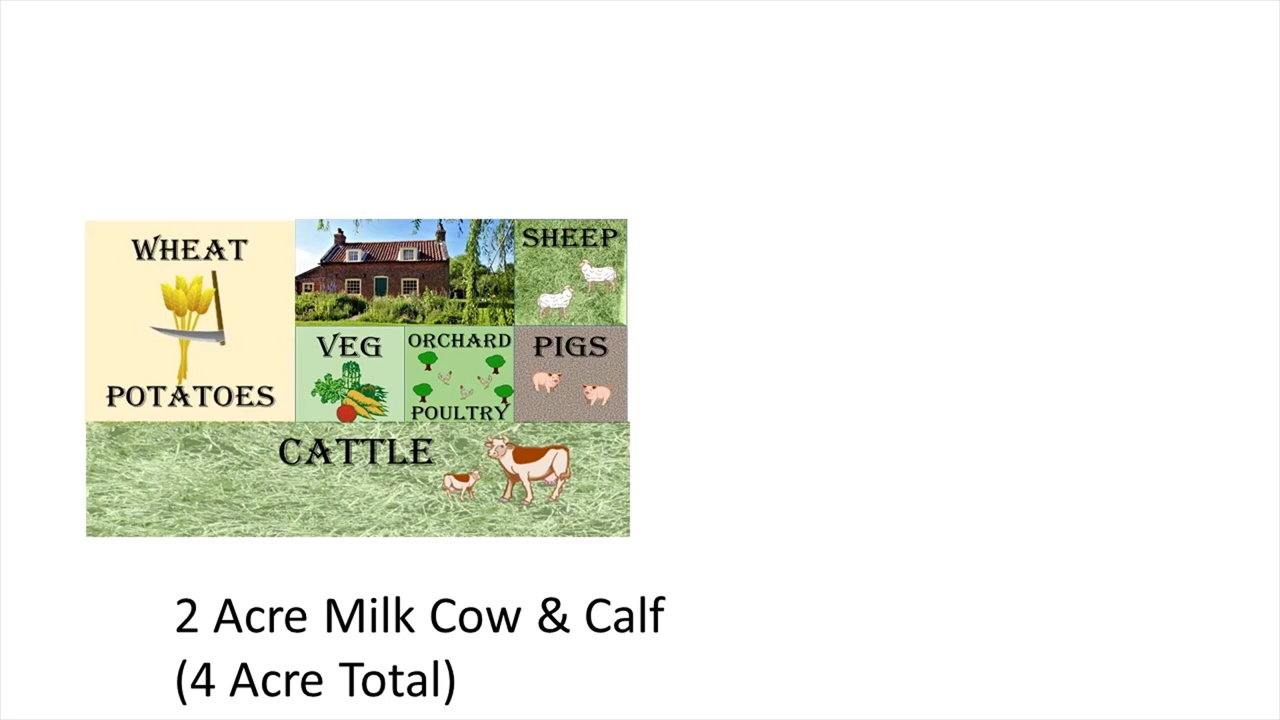 WHEAT
POTATOES
SHEEP
VEG
ORCHARD
POULTRY
PIGS
CATTLE
2 Acre Milk Cow & Calf
(4 Acre Total)